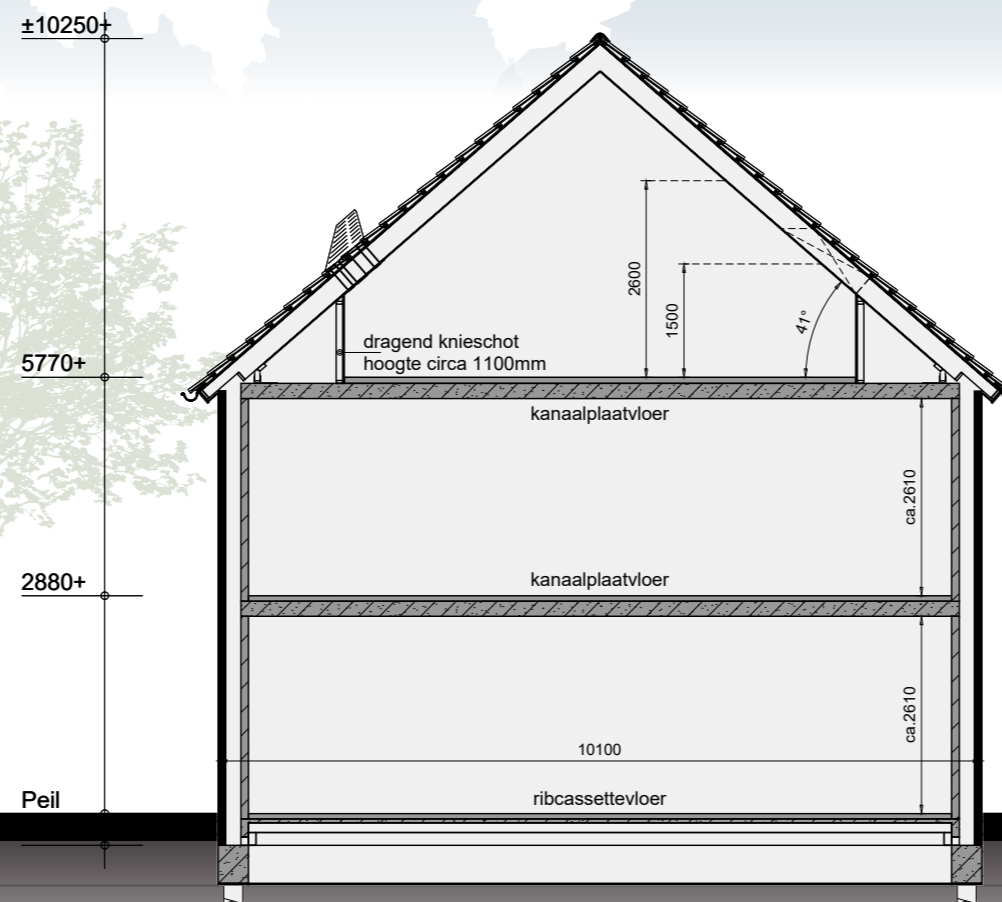 ±10250+
2600
1500
41°
dragend knieschot
hoogte circa 1100mm
5770+
kanaalplaatvloer
ca.2610
2880+
kanaalplaatvloer
ca.2610
10100
Peil
ribcassettevloer